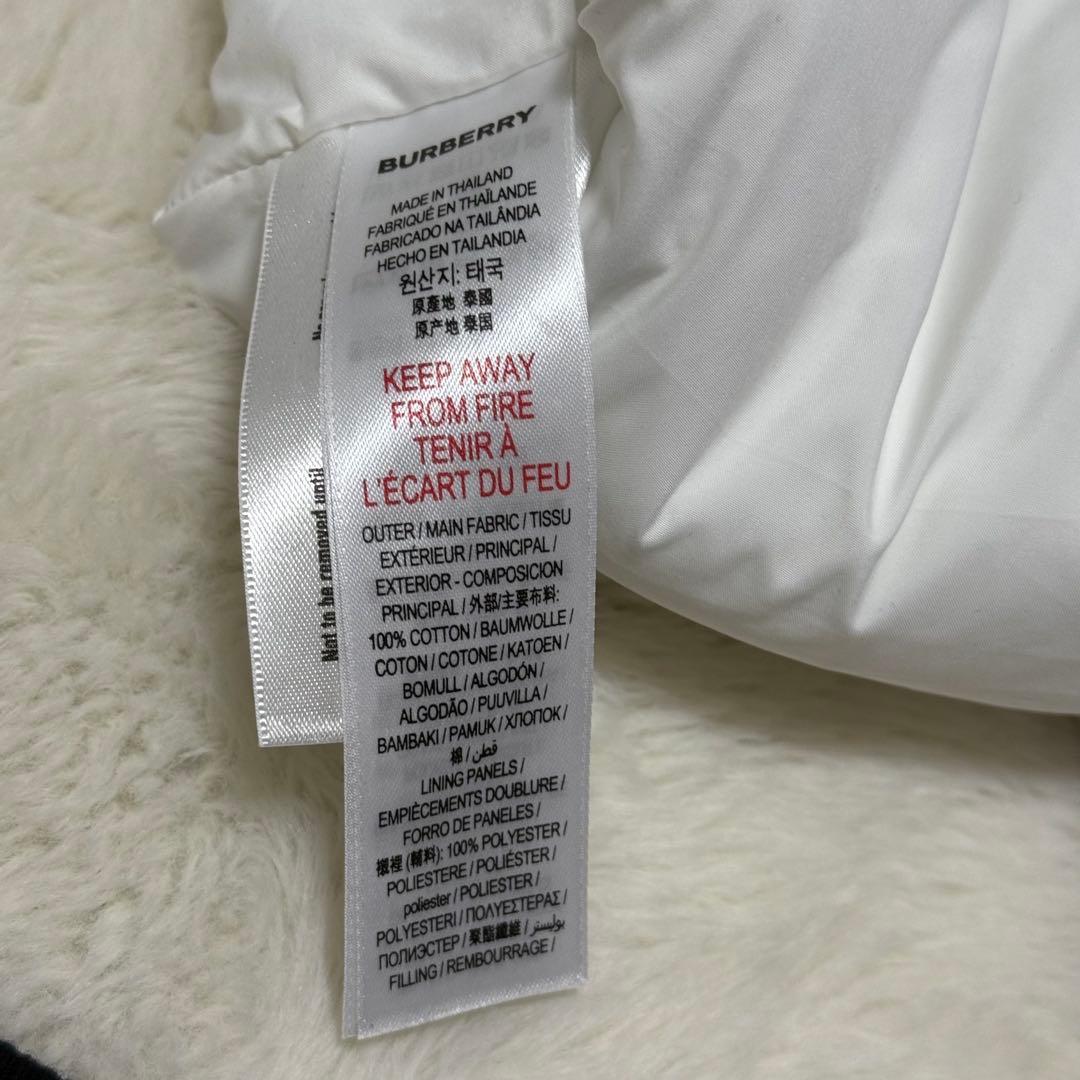 BURBERRY
MADE IN THAILAND
FABRIQUÉ EN THAÏLANDE
FABRICADO NA TAILÂNDIA
HECHO EN TAILANDIA
원산지: 태국
原產地 泰國
原产地 泰国
KEEP AWAY
FROM FIRE
TENIR À
L'ÉCART DU FEU
OUTER / MAIN FABRIC / TISSU
EXTÉRIEUR / PRINCIPAL /
EXTERIOR - COMPOSICION
PRINCIPAL / 外部/主要布料:
100% COTTON / BAUMWOLLE /
COTON / COTONE / KATOEN /
BOMULL / ALGODÓN /
ALGODÃO / PUUVILLA /
BAMBAKI / PAMUK / ХЛОПОК /
棉 / قطن /
LINING PANELS /
EMPIÈCEMENTS DOUBLURE /
FORRO DE PANELES /
襯裡 (輔料): 100% POLYESTER /
POLIESTERE / POLIÉSTER /
poliester / POLIESTER /
POLYESTERI / ΠΟΛΥΕΣΤΕΡΑΣ /
ПОЛИЭСТЕР / 聚酯纖維 / بوليستر /
FILLING / REMBOURRAGE /
Not to be removed until